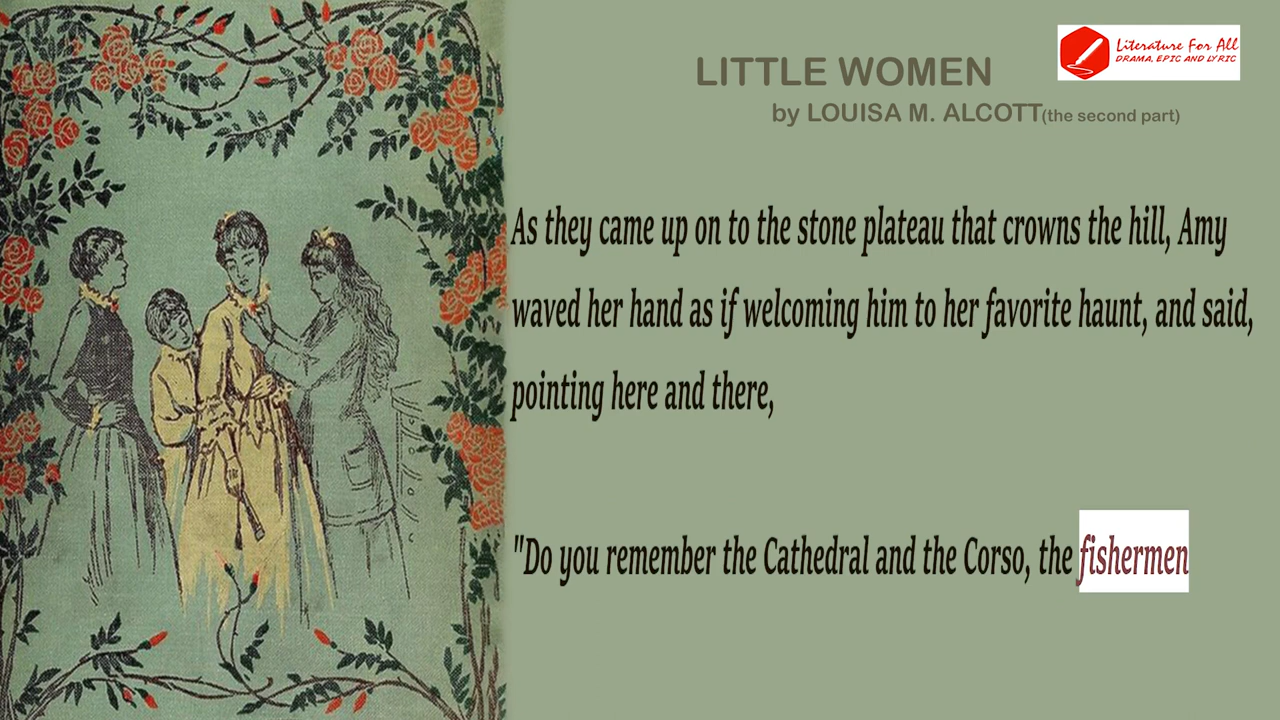 LITTLE WOMEN
by LOUISA M. ALCOTT(the second part)
Literature For All
DRAMA, EPIC AND LYRIC
As they came up on to the stone plateau that crowns the hill, Amy
waved her hand as if welcoming him to her favorite haunt, and said,
pointing here and there,
"Do you remember the Cathedral and the Corso, the fishermen